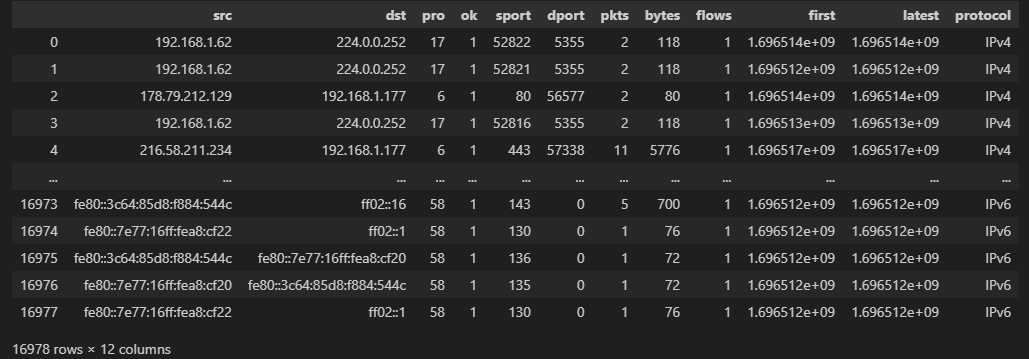 src dst pro ok sport dport pkts bytes flows first latest protocol
0 192.168.1.62 224.0.0.252 17 1 52822 5355 2 118 1 1.696514e+09 1.696514e+09 IPv4
1 192.168.1.62 224.0.0.252 17 1 52821 5355 2 118 1 1.696512e+09 1.696512e+09 IPv4
2 178.79.212.129 192.168.1.177 6 1 80 56577 2 80 1 1.696514e+09 1.696514e+09 IPv4
3 192.168.1.62 224.0.0.252 17 1 52816 5355 2 118 1 1.696513e+09 1.696513e+09 IPv4
4 216.58.211.234 192.168.1.177 6 1 443 57338 11 5776 1 1.696517e+09 1.696517e+09 IPv4
... ... ... ... ... ... ... ... ... ... ... ... ...
16973 fe80::3c64:85d8:f884:544c ff02::16 58 1 143 0 5 700 1 1.696512e+09 1.696512e+09 IPv6
16974 fe80::7e77:16ff:fea8:cf22 ff02::1 58 1 130 0 1 76 1 1.696512e+09 1.696512e+09 IPv6
16975 fe80::3c64:85d8:f884:544c fe80::7e77:16ff:fea8:cf20 58 1 136 0 1 72 1 1.696512e+09 1.696512e+09 IPv6
16976 fe80::7e77:16ff:fea8:cf20 fe80::3c64:85d8:f884:544c 58 1 135 0 1 72 1 1.696512e+09 1.696512e+09 IPv6
16977 fe80::7e77:16ff:fea8:cf22 ff02::1 58 1 130 0 1 76 1 1.696512e+09 1.696512e+09 IPv6
16978 rows × 12 columns